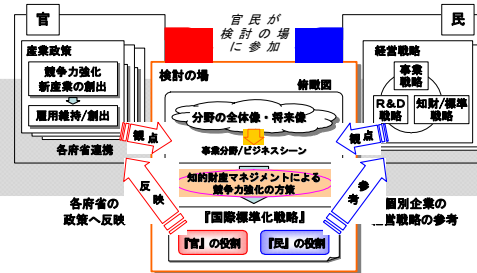 官
官民が
検討の場
に参加
民
産業政策
競争力強化
新産業の創出
雇用維持/創出
各府省連携
観点
各府省の
政策へ反映
反映
検討の場
俯瞰図
分野の全体像・将来像
事業分野/ビジネスシーン
知的財産マネジメントによる
競争力強化の方策
『国際標準化戦略』
『官』の役割
『民』の役割
経営戦略
事業
戦略
R&D
戦略
知財/標準
戦略
観点
参考
個別企業の
経営戦略の参考